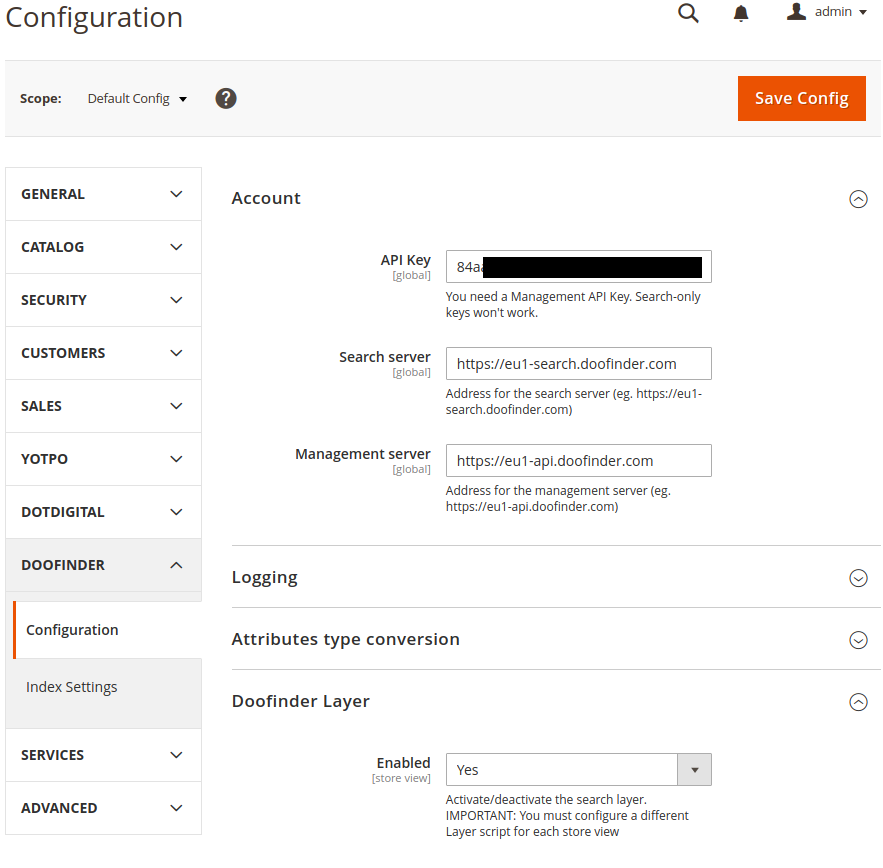 Configuration
admin
Scope:
Default Config
?
Save Config
GENERAL
CATALOG
SECURITY
CUSTOMERS
SALES
YOTPO
DOTDIGITAL
DOOFINDER
Configuration
Index Settings
SERVICES
ADVANCED
Account
API Key
[global]
You need a Management API Key. Search-only
keys won't work.
Search server
[global]
https://eu1-search.doofinder.com
Address for the search server (eg. https://eu1-
search.doofinder.com)
Management server
[global]
https://eu1-api.doofinder.com
Address for the management server (eg.
https://eu1-api.doofinder.com)
Logging
Attributes type conversion
Doofinder Layer
Enabled
[store view]
Yes
Activate/deactivate the search layer.
IMPORTANT: You must configure a different
Layer script for each store view